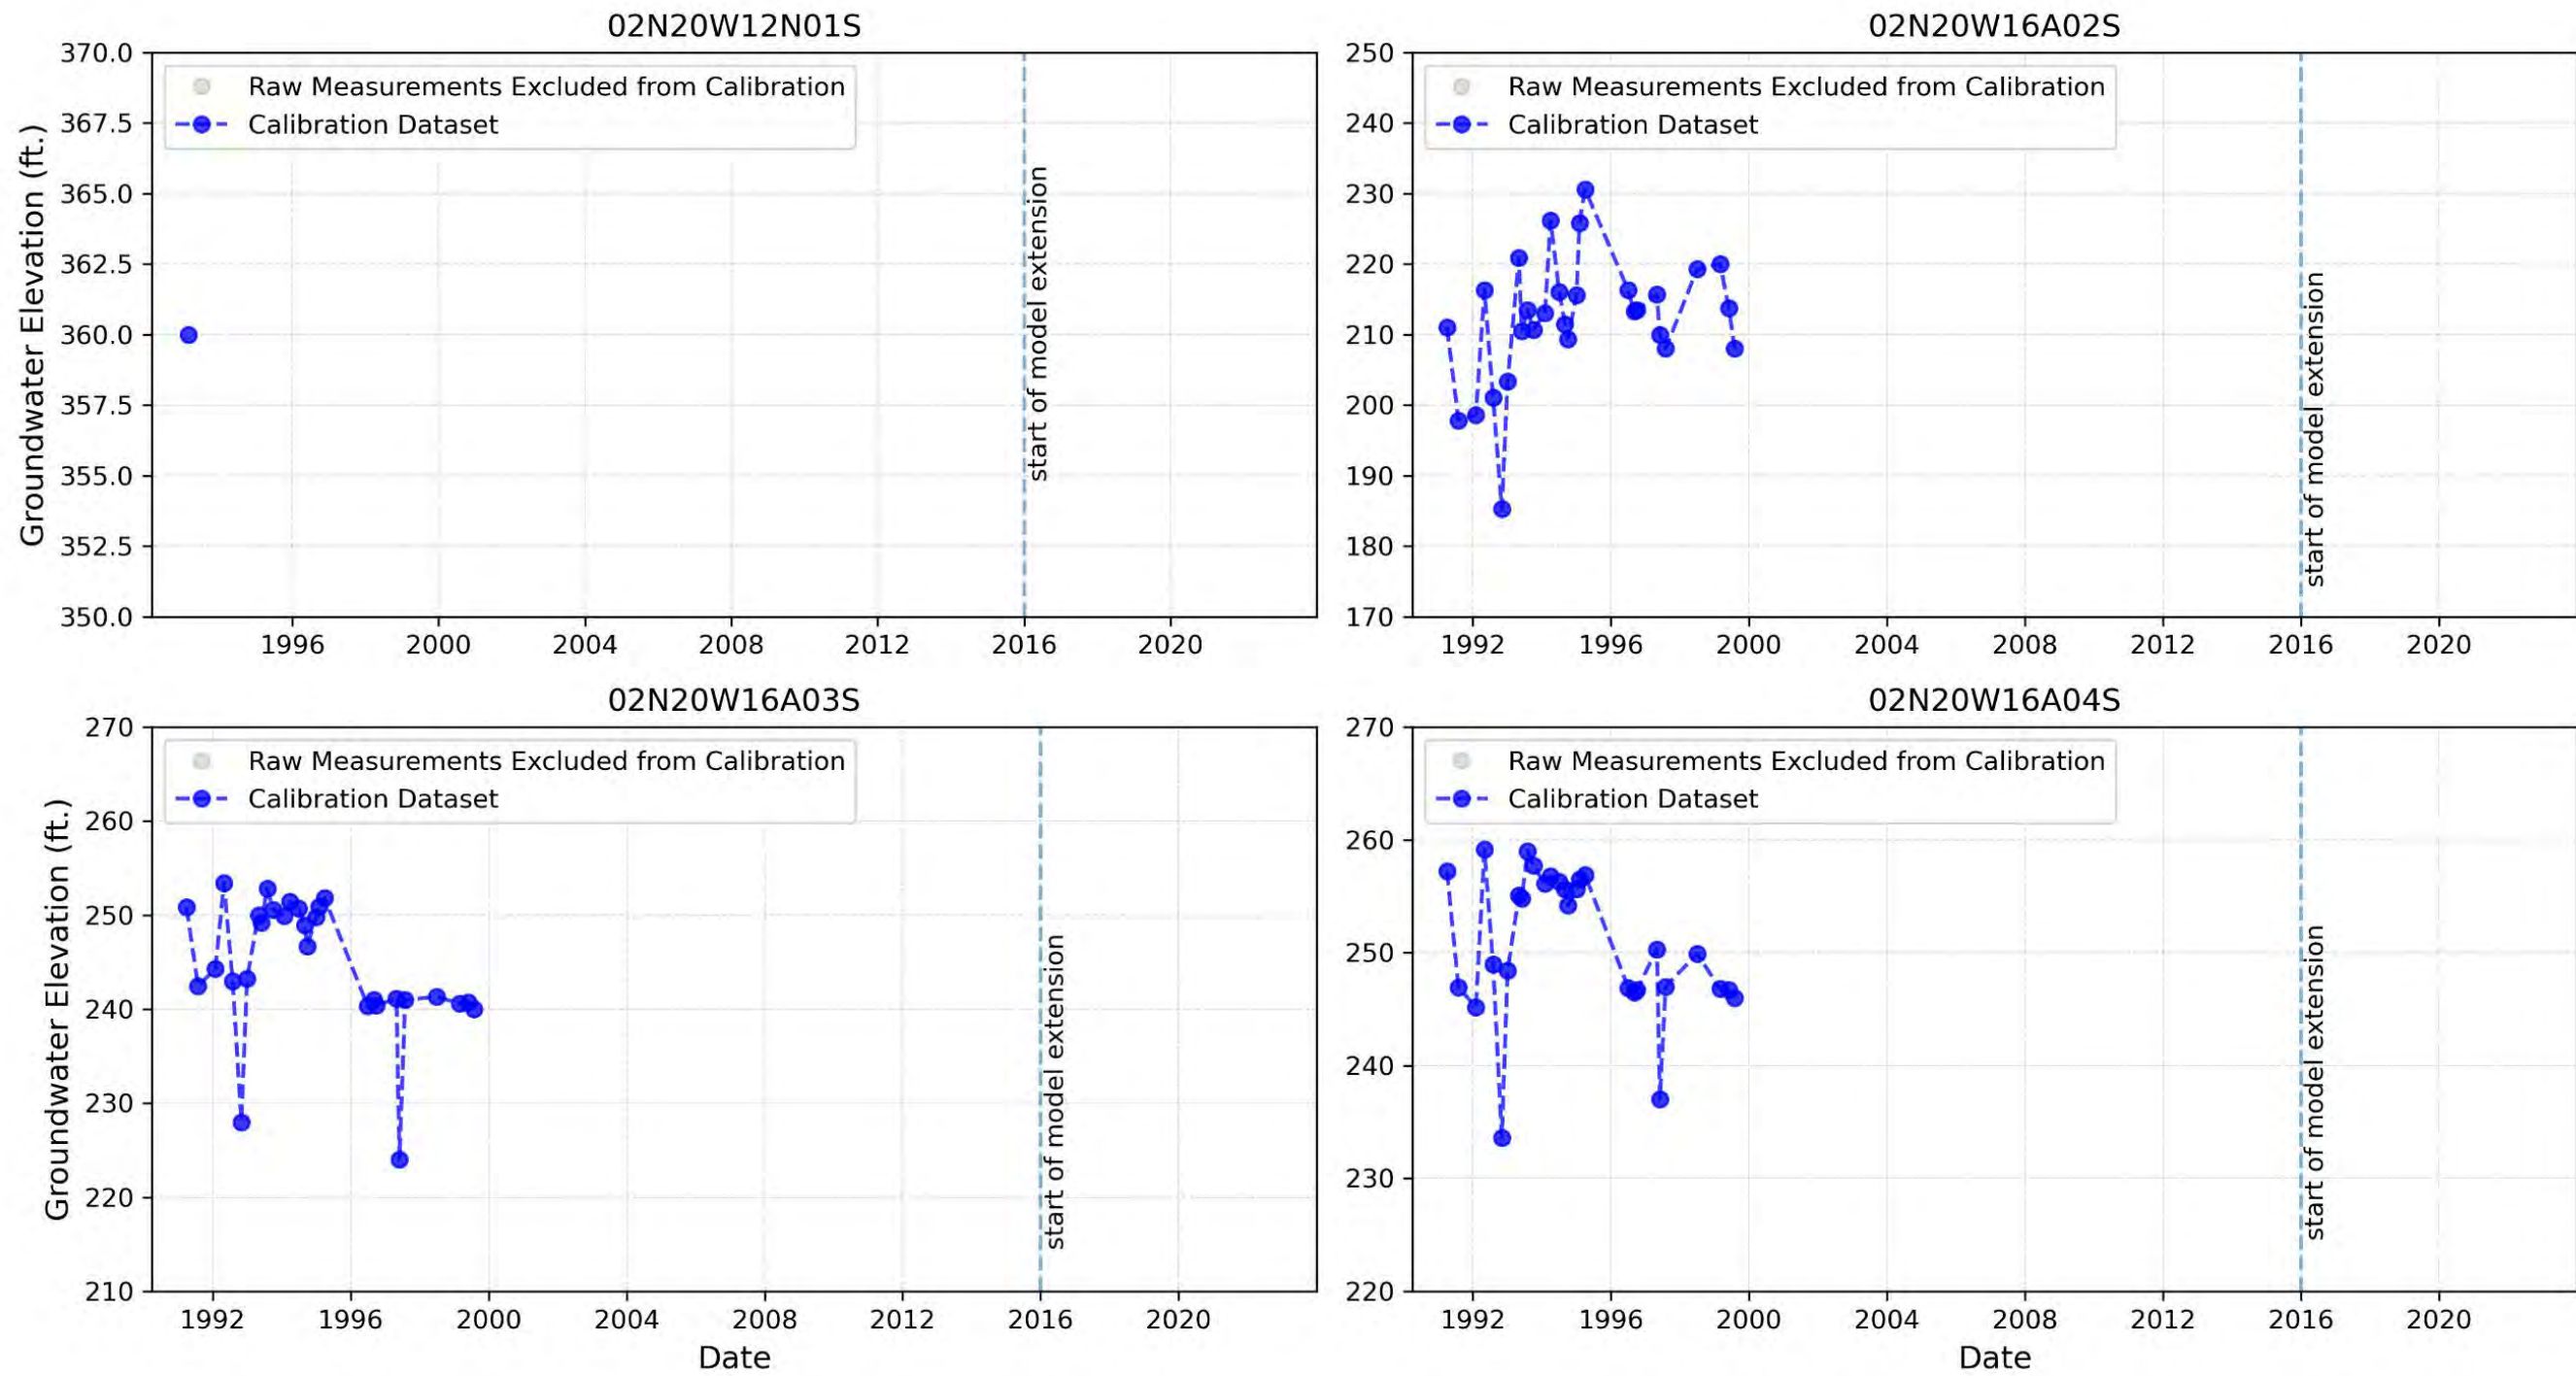 02N20W12N01S
370.0
367.5
365.0
362.5
360.0
357.5
355.0
352.5
350.0
Groundwater Elevation (ft.)
Raw Measurements Excluded from Calibration
Calibration Dataset
start of model extension
1996 2000 2004 2008 2012 2016 2020
02N20W16A02S
250
240
230
220
210
200
190
180
170
Raw Measurements Excluded from Calibration
Calibration Dataset
start of model extension
1992 1996 2000 2004 2008 2012 2016 2020
02N20W16A03S
270
260
250
240
230
220
210
Groundwater Elevation (ft.)
Raw Measurements Excluded from Calibration
Calibration Dataset
start of model extension
1992 1996 2000 2004 2008 2012 2016 2020
Date
02N20W16A04S
270
260
250
240
230
220
Raw Measurements Excluded from Calibration
Calibration Dataset
start of model extension
1992 1996 2000 2004 2008 2012 2016 2020
Date